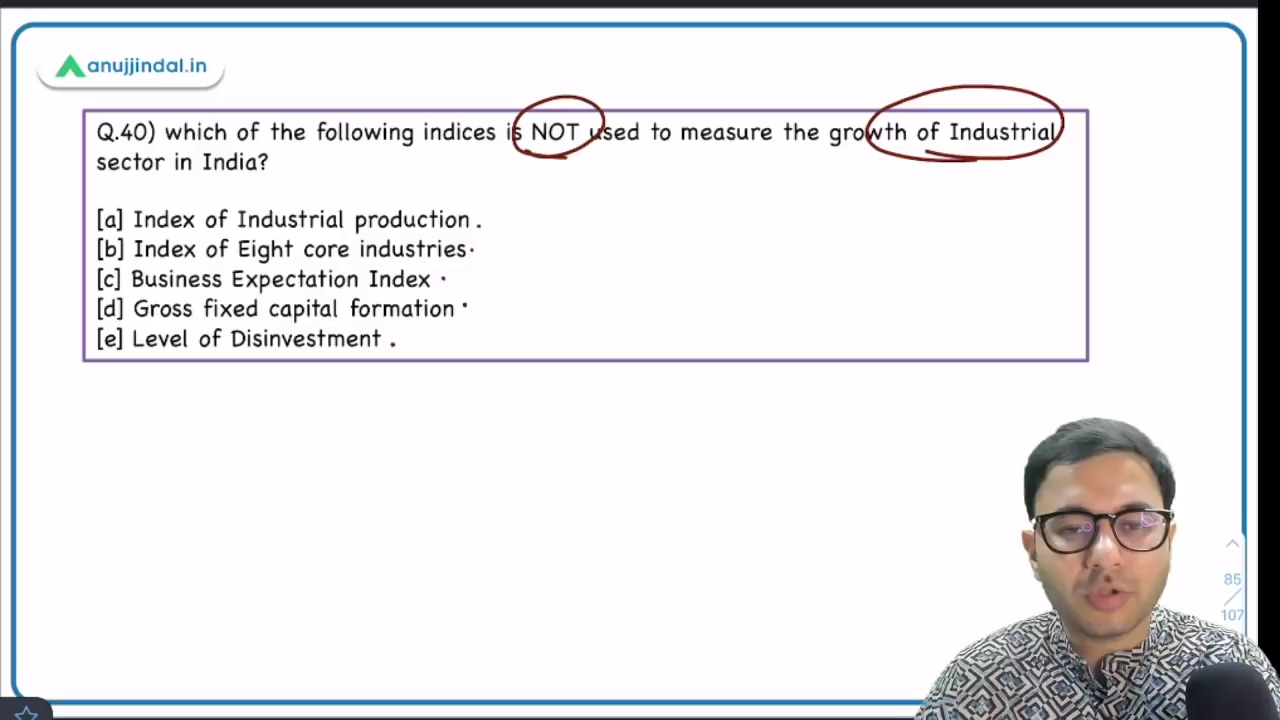 anujjindal.in
Q.40) which of the following indices is NOT used to measure the growth of Industrial
sector in India?
[a] Index of Industrial production.
[b] Index of Eight core industries
[c] Business Expectation Index
[d] Gross fixed capital formation
[e] Level of Disinvestment.
85
107